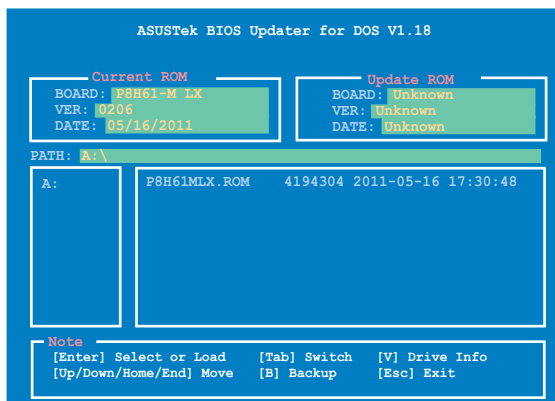 ASUSTek BIOS Updater for DOS V1.18
Current ROM
BOARD: P8H61-M LX
VER: 0206
DATE: 05/16/2011
Update ROM
BOARD: Unknown
VER: Unknown
DATE: Unknown
PATH: A:\
A:
P8H61MLX.ROM 4194304 2011-05-16 17:30:48
Note
[Enter] Select or Load [Tab] Switch [V] Drive Info
[Up/Down/Home/End] Move [B] Backup [Esc] Exit